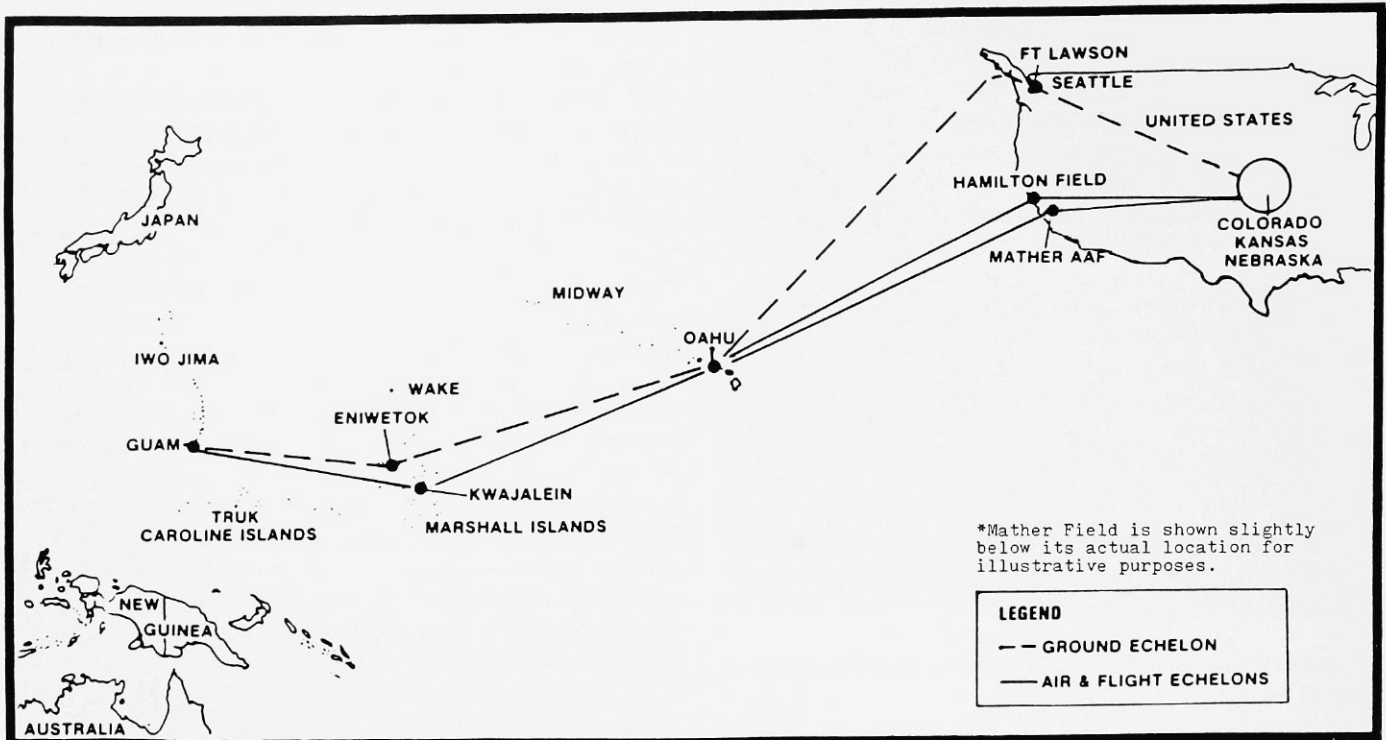 FT LAWSON
SEATTLE
UNITED STATES
HAMILTON FIELD
JAPAN
COLORADO
KANSAS
NEBRASKA
MATHER AAF
MIDWAY
OAHU
IWO JIMA
WAKE
ENIWETOK
GUAM
KWAJALEIN
TRUK
CAROLINE ISLANDS
MARSHALL ISLANDS
*Mather Field is shown slightly
below its actual location for
illustrative purposes.
NEW
GUINEA
LEGEND
GROUND ECHELON
AIR & FLIGHT ECHELONS
AUSTRALIA